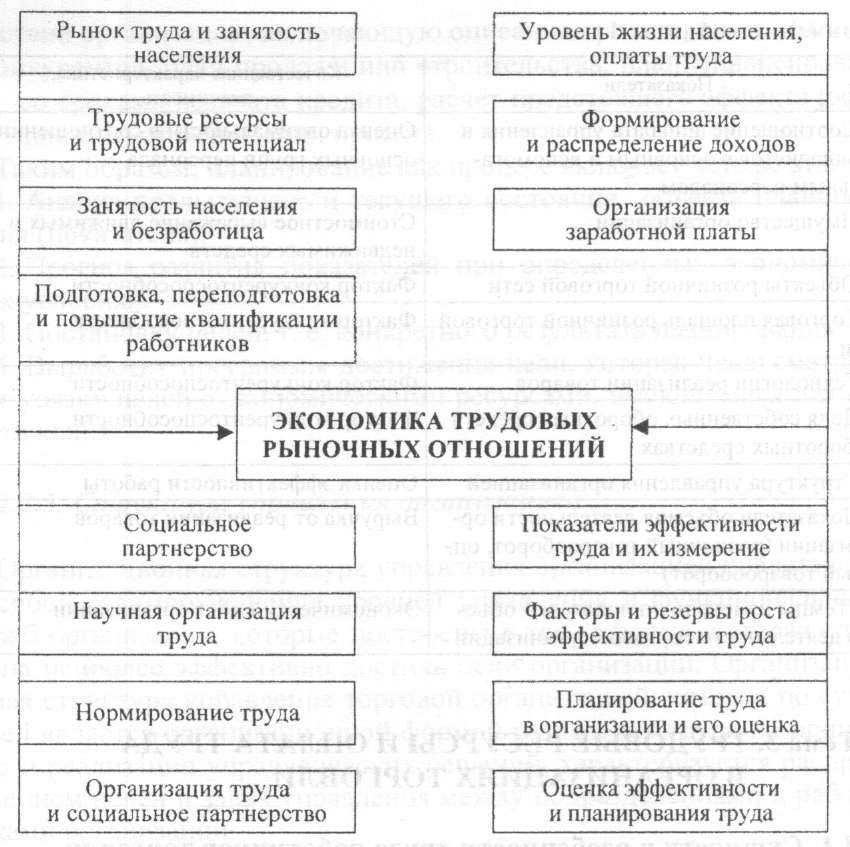 Рынок труда и занятость
населения
Трудовые ресурсы
и трудовой потенциал
Занятость населения
и безработица
Подготовка, переподготовка
и повышение квалификации
работников
Уровень жизни населения,
оплаты труда
Формирование
и распределение доходов
Организация
заработной платы
ЭКОНОМИКА ТРУДОВЫХ
РЫНОЧНЫХ ОТНОШЕНИЙ
Социальное
партнерство
Научная организация
труда
Нормирование труда
Организация труда
и социальное партнерство
Показатели эффективности
труда и их измерение
Факторы и резервы роста
эффективности труда
Планирование труда
в организации и его оценка
Оценка эффективности
и планирования труда